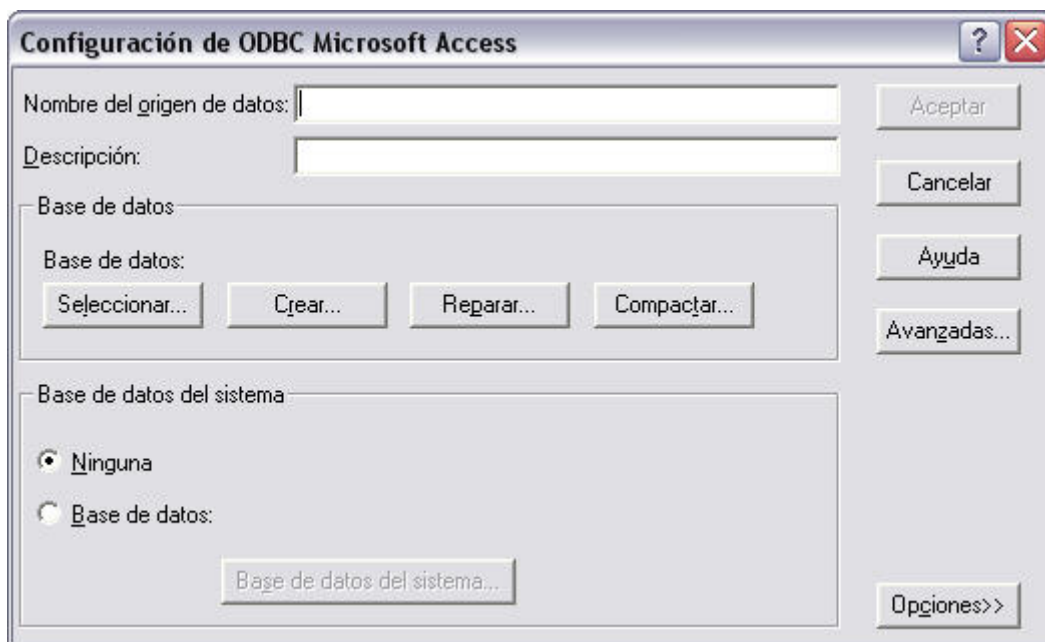 Configuración de ODBC Microsoft Access
Nombre del origen de datos:
Aceptar
Descripción:
Cancelar
Base de datos
Base de datos:
Ayuda
Seleccionar...
Crear...
Reparar...
Compactar...
Avanzadas...
Base de datos del sistema
Ninguna
Base de datos:
Base de datos del sistema...
Opciones>>